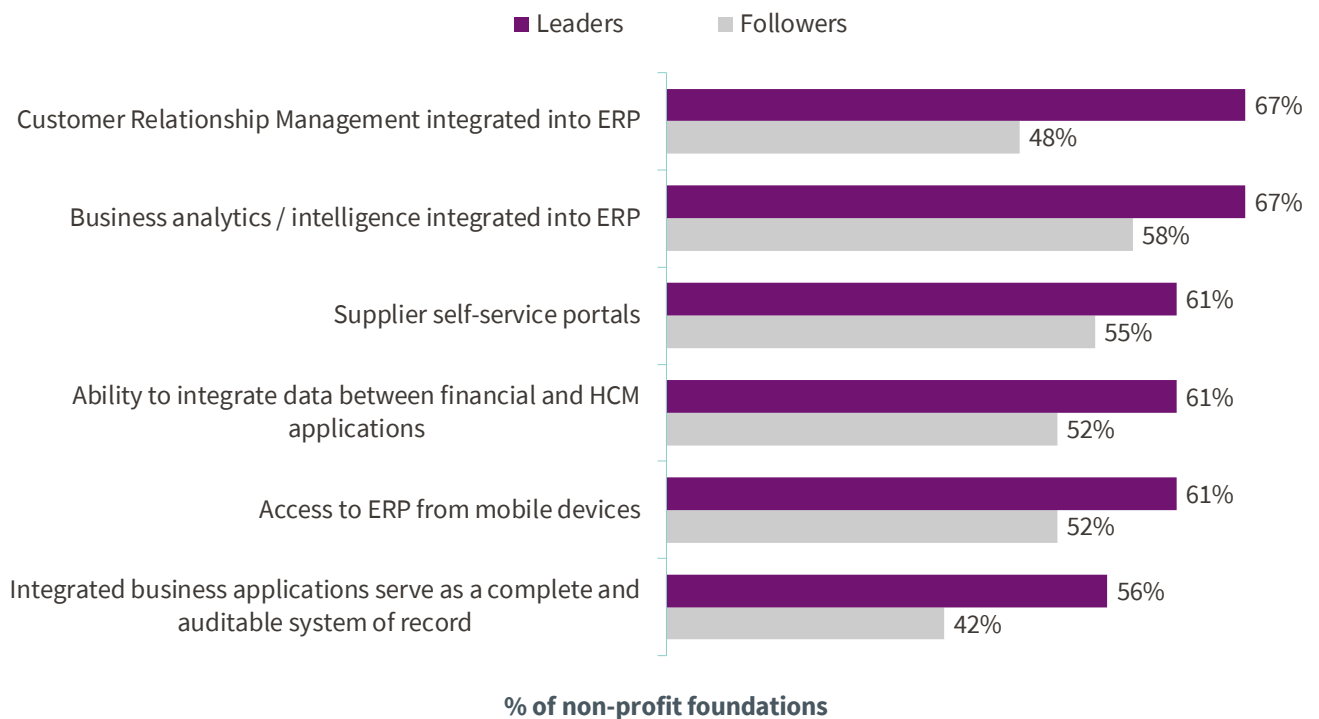 Leaders Followers
Customer Relationship Management integrated into ERP
67%
48%
Business analytics / intelligence integrated into ERP
67%
58%
Supplier self-service portals
61%
55%
Ability to integrate data between financial and HCM
applications
61%
52%
Access to ERP from mobile devices
61%
52%
Integrated business applications serve as a complete and
auditable system of record
56%
42%
% of non-profit foundations